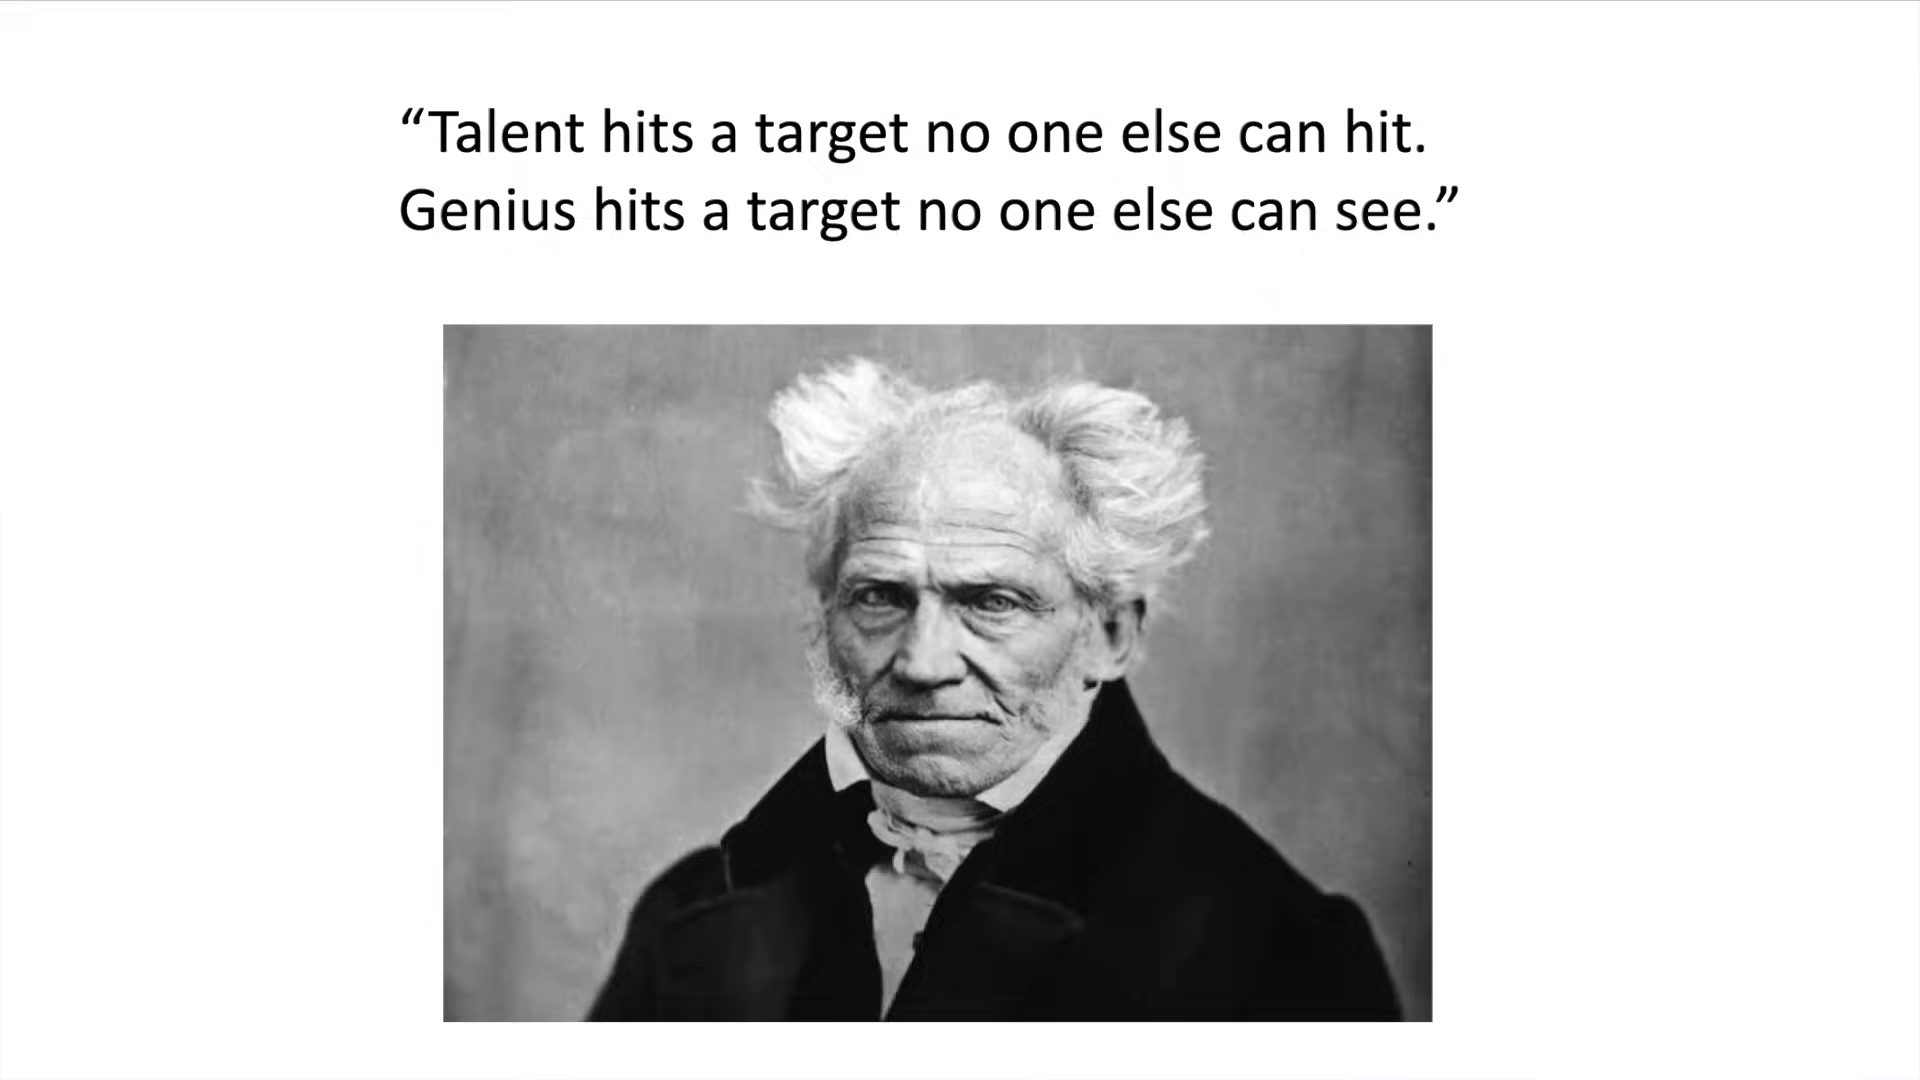 “Talent hits a target no one else can hit.
Genius hits a target no one else can see.”